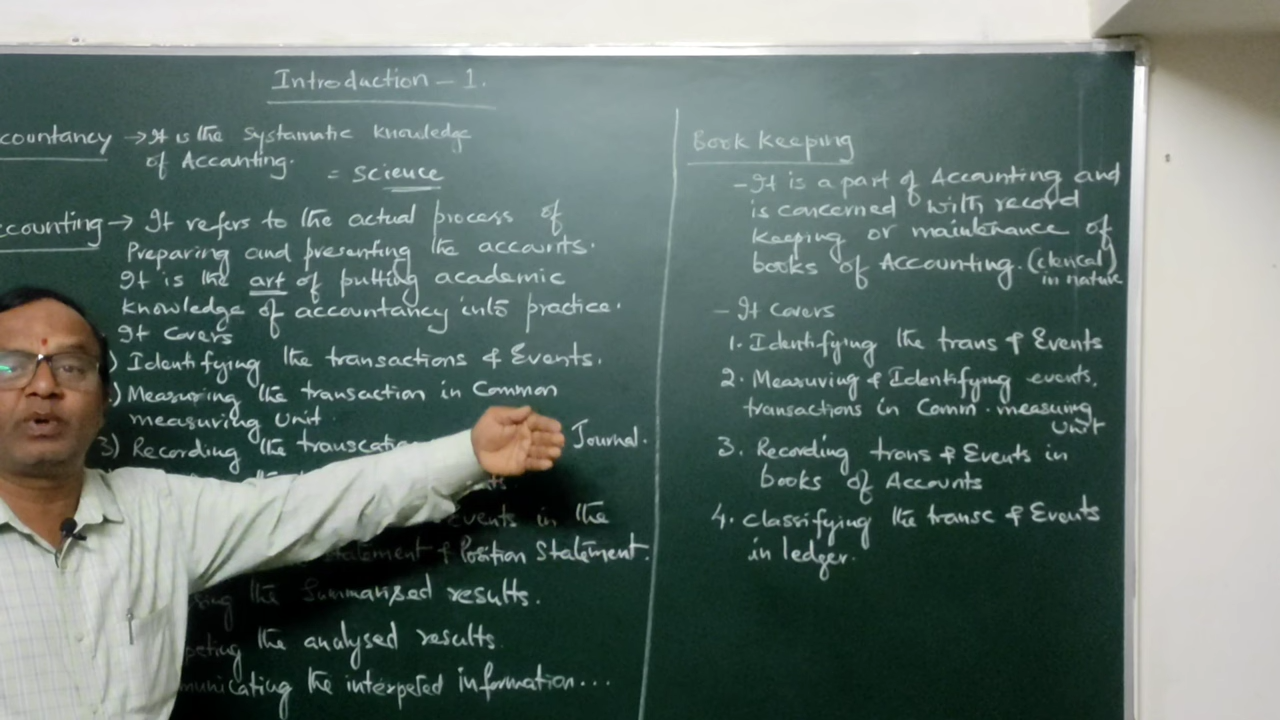 Introduction - 1.
ccountancy → It is the systematic knowledge
of Accounting.
= science
ccounting → It refers to the actual process of
Preparing and presenting the accounts.
It is the art of putting academic
knowledge of accountancy into practice.
It covers
) Identifying the transactions & Events.
) Measuring the transaction in Common
measuring Unit.
3) Recording the Journal.
Events in the
statement & Position Statement.
the Summarised results.
the analysed results.
municating the interpeted information...
Book Keeping
- It is a part of Accounting and
is concerned with record
keeping or maintenance of
books of Accounting. (clerical)
in nature
- It covers
1. Identifying the trans & Events
2. Measuring & Identifying events.
transactions in Comm. measuring
Unit
3. Recording trans & Events in
books of Accounts
4. classifying the transc & Events
in ledger.